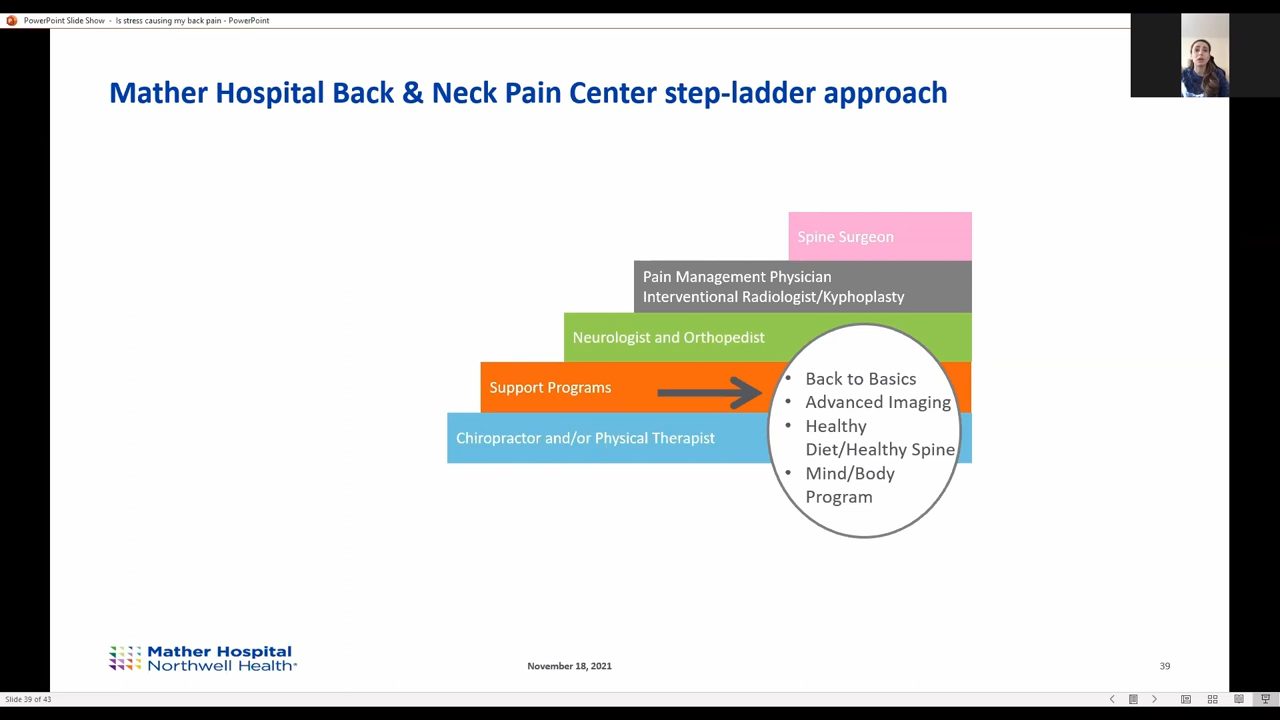 PowerPoint Slide Show - Is stress causing my back pain - PowerPoint
Mather Hospital Back & Neck Pain Center step-ladder approach
Spine Surgeon
Pain Management Physician
Interventional Radiologist/Kyphoplasty
Neurologist and Orthopedist
Support Programs
Chiropractor and/or Physical Therapist
• Back to Basics
• Advanced Imaging
• Healthy
Diet/Healthy Spine
• Mind/Body
Program
Mather Hospital
Northwell Health
November 18, 2021
39
Slide 39 of 43